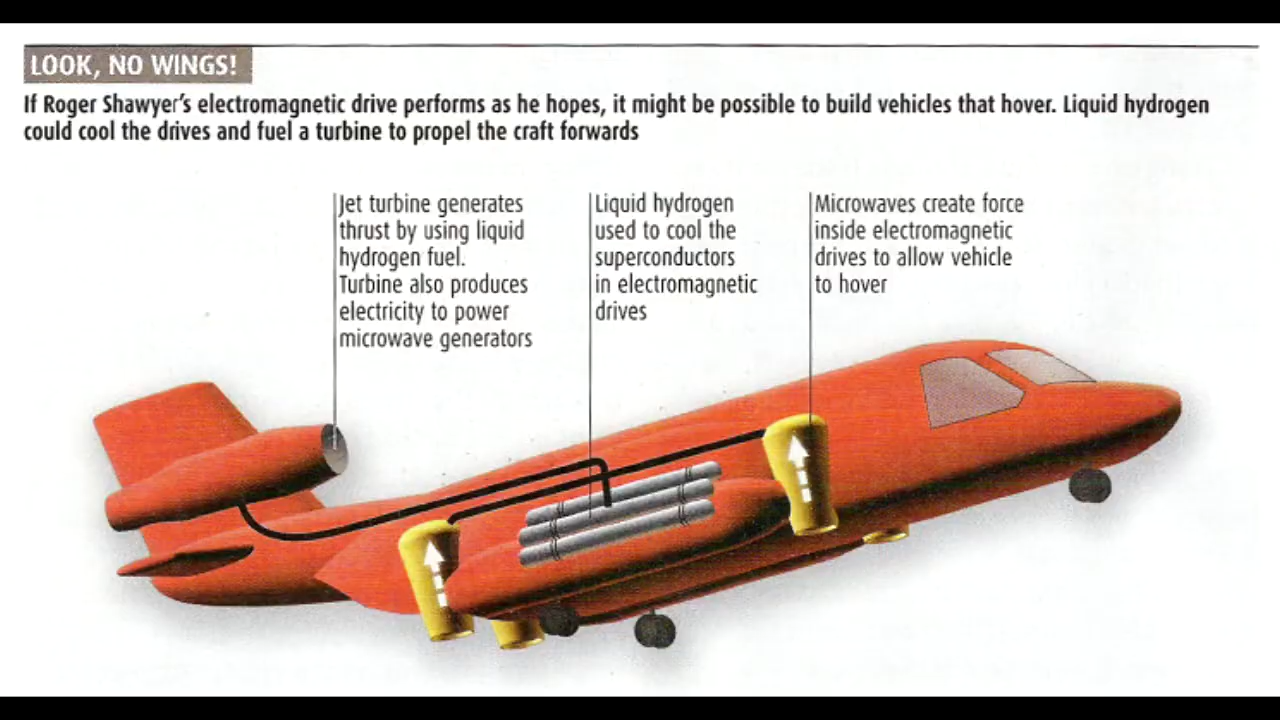 LOOK, NO WINGS!
If Roger Shawyer's electromagnetic drive performs as he hopes, it might be possible to build vehicles that hover. Liquid hydrogen
could cool the drives and fuel a turbine to propel the craft forwards
Jet turbine generates
thrust by using liquid
hydrogen fuel.
Turbine also produces
electricity to power
microwave generators
Liquid hydrogen
used to cool the
superconductors
in electromagnetic
drives
Microwaves create force
inside electromagnetic
drives to allow vehicle
to hover